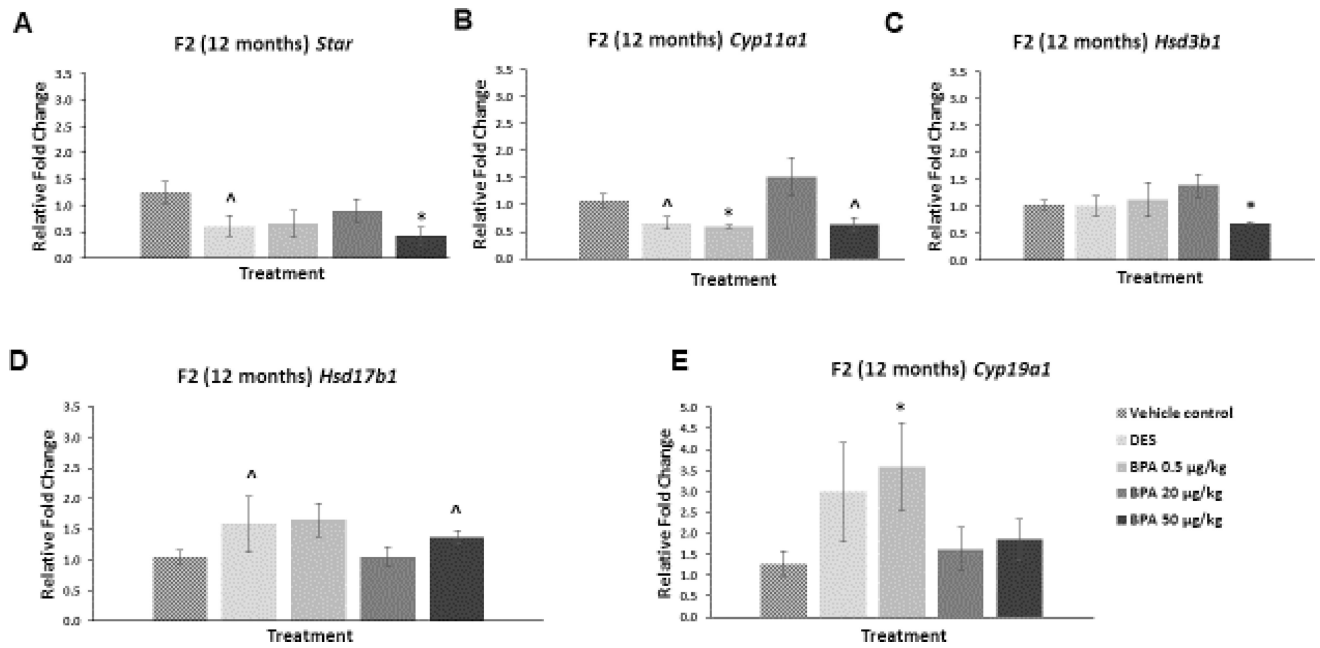 A
F2 (12 months) Star
Relative Fold Change
3.5
3.0
2.5
2.0
1.5
1.0
0.5
0.0
^
*
Treatment
B
F2 (12 months) Cyp11a1
Relative Fold Change
3.5
3.0
2.5
2.0
1.5
1.0
0.5
0.0
^
*
^
Treatment
C
F2 (12 months) Hsd3b1
Relative Fold Change
3.5
3.0
2.5
2.0
1.5
1.0
0.5
0.0
*
Treatment
D
F2 (12 months) Hsd17b1
Relative Fold Change
3.5
3.0
2.5
2.0
1.5
1.0
0.5
0.0
^
^
Treatment
E
F2 (12 months) Cyp19a1
Relative Fold Change
5.0
4.5
4.0
3.5
3.0
2.5
2.0
1.5
1.0
0.5
0.0
*
Treatment
Vehicle control
DES
BPA 0.5 µg/kg
BPA 20 µg/kg
BPA 50 µg/kg